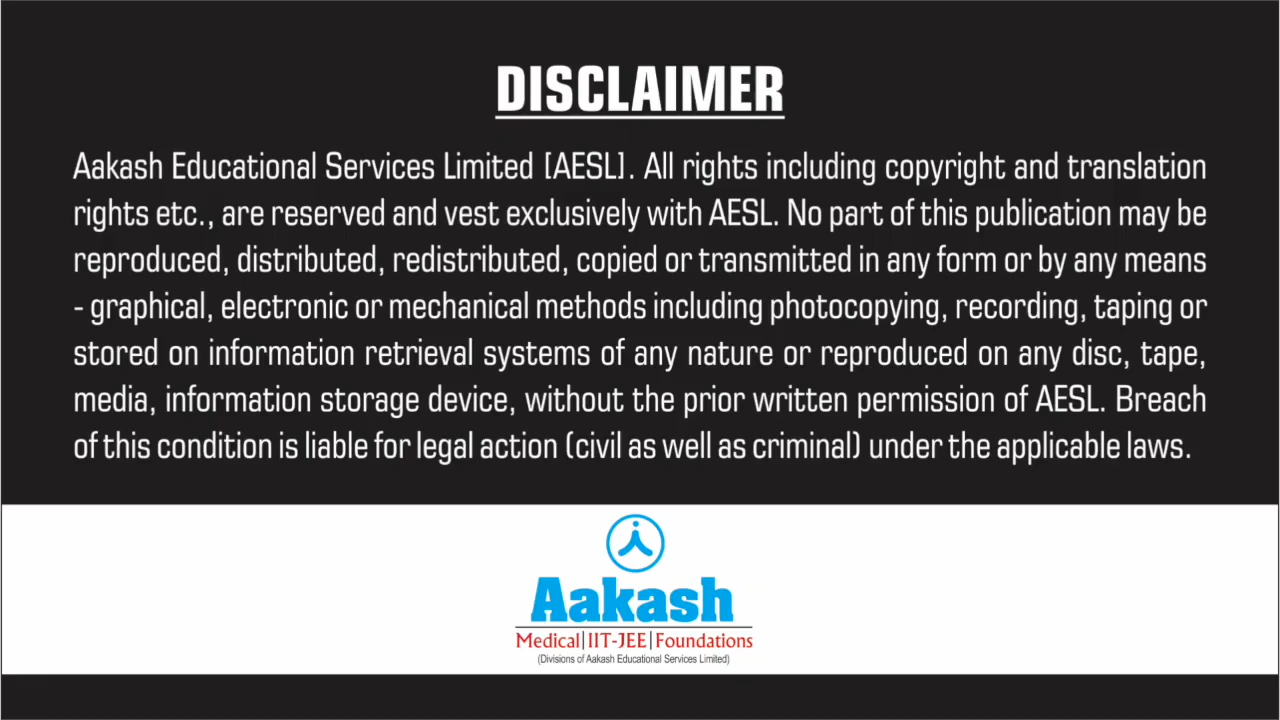 DISCLAIMER
Aakash Educational Services Limited [AESL]. All rights including copyright and translation
rights etc., are reserved and vest exclusively with AESL. No part of this publication may be
reproduced, distributed, redistributed, copied or transmitted in any form or by any means
- graphical, electronic or mechanical methods including photocopying, recording, taping or
stored on information retrieval systems of any nature or reproduced on any disc, tape,
media, information storage device, without the prior written permission of AESL. Breach
of this condition is liable for legal action (civil as well as criminal) under the applicable laws.
Aakash
Medical|IIT-JEE|Foundations
(Divisions of Aakash Educational Services Limited)